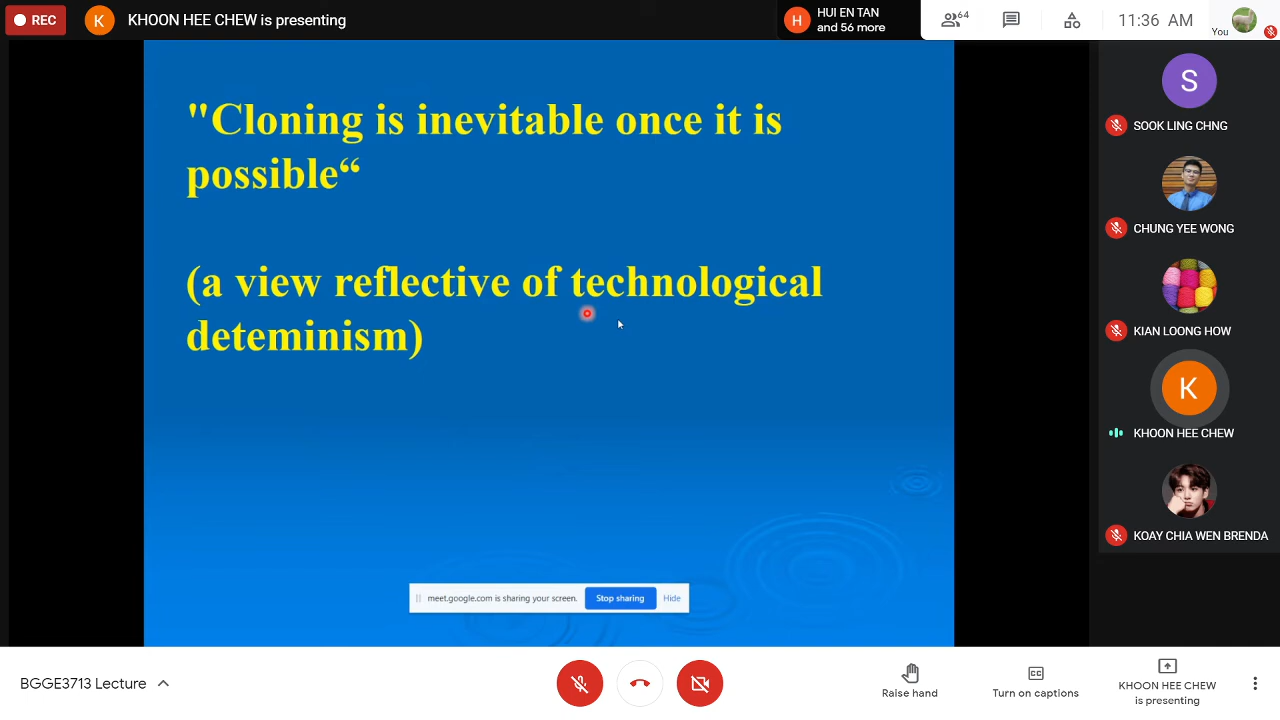 REC
K
KHOON HEE CHEW is presenting
H
HUI EN TAN
and 56 more
64
11:36 AM
You
"Cloning is inevitable once it is
possible“
(a view reflective of technological
deteminism)
S
SOOK LING CHNG
CHUNG YEE WONG
KIAN LOONG HOW
K
KHOON HEE CHEW
KOAY CHIA WEN BRENDA
meet.google.com is sharing your screen.
Stop sharing
Hide
BGGE3713 Lecture
Raise hand
CC
Turn on captions
KHOON HEE CHEW
is presenting